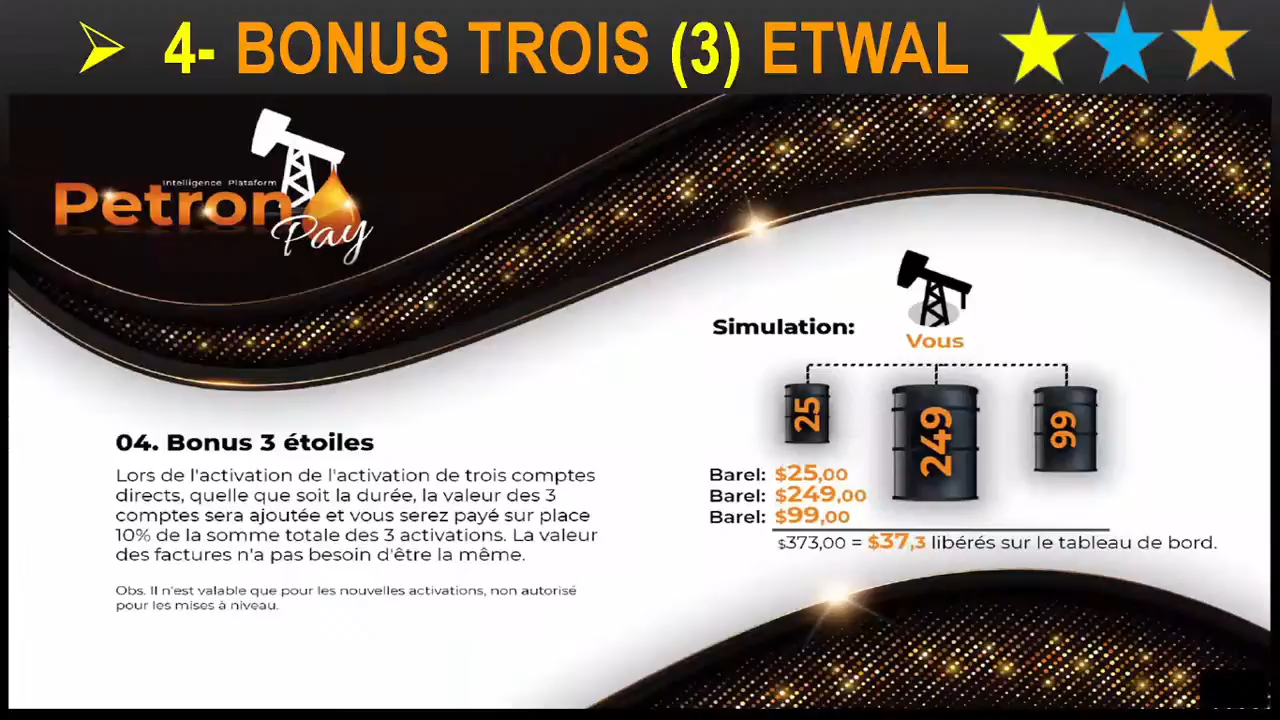 4- BONUS TROIS (3) ETWAL
Intelligence Plataform
Petron
Pay
Simulation:
Vous
25
249
99
04. Bonus 3 étoiles
Lors de l'activation de l'activation de trois comptes
directs, quelle que soit la durée, la valeur des 3
comptes sera ajoutée et vous serez payé sur place
10% de la somme totale des 3 activations. La valeur
des factures n'a pas besoin d'être la même.
Obs. Il n'est valable que pour les nouvelles activations, non autorisé
pour les mises à niveau.
Barel: $25,00
Barel: $249,00
Barel: $99,00
$373,00 = $37,3 libérés sur le tableau de bord.